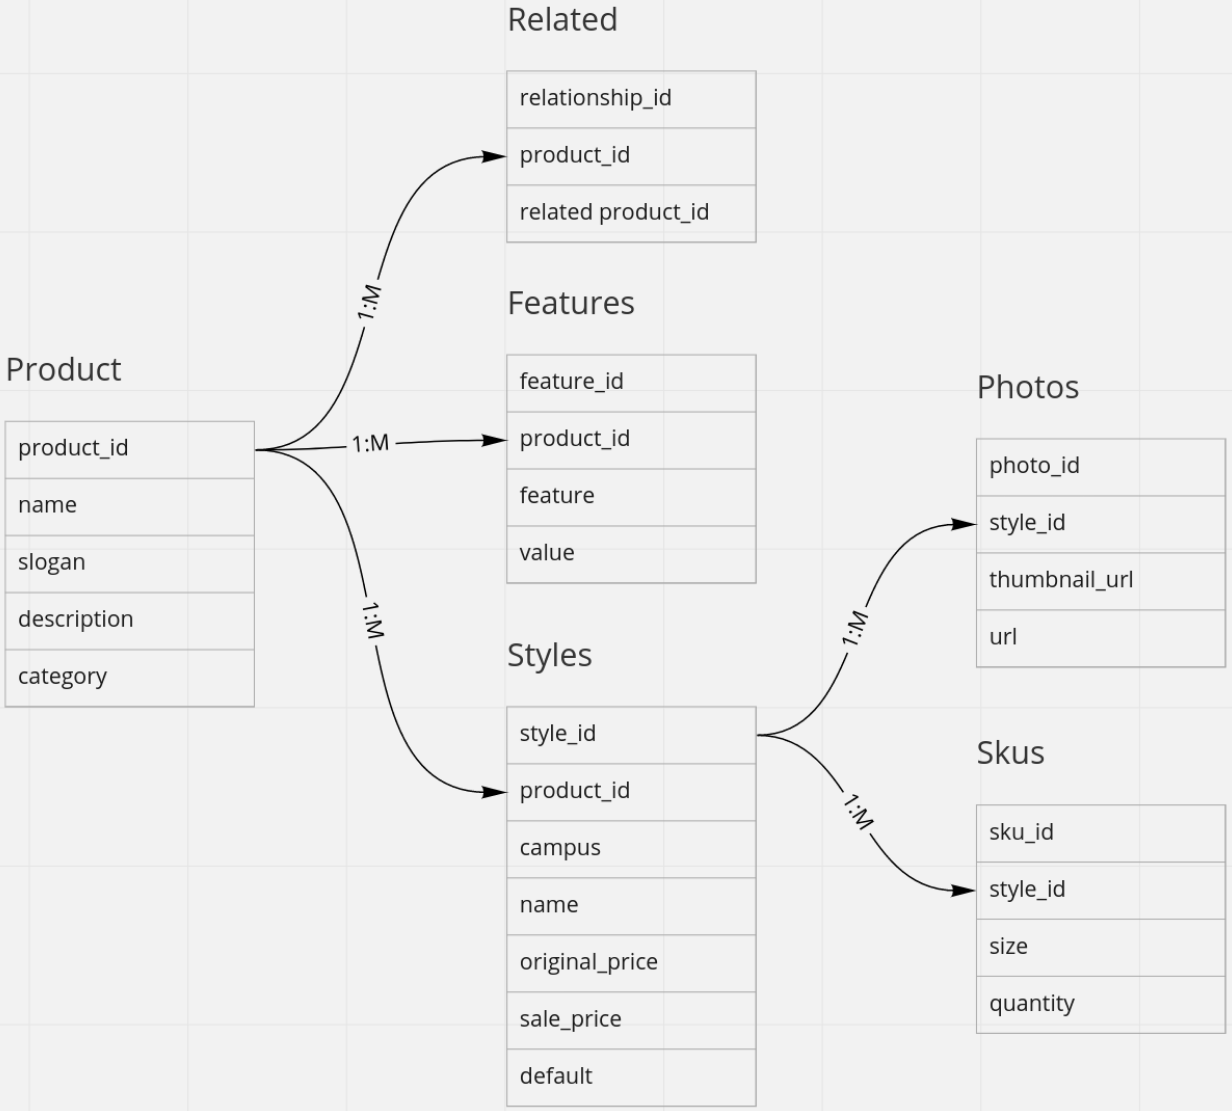 Related
relationship_id
product_id
related product_id
1:M
Features
feature_id
product_id
feature
value
1:M
Product
product_id
name
slogan
description
category
1:M
Styles
style_id
product_id
campus
name
original_price
sale_price
default
Photos
photo_id
style_id
thumbnail_url
url
1:M
Skus
sku_id
style_id
size
quantity
1:M